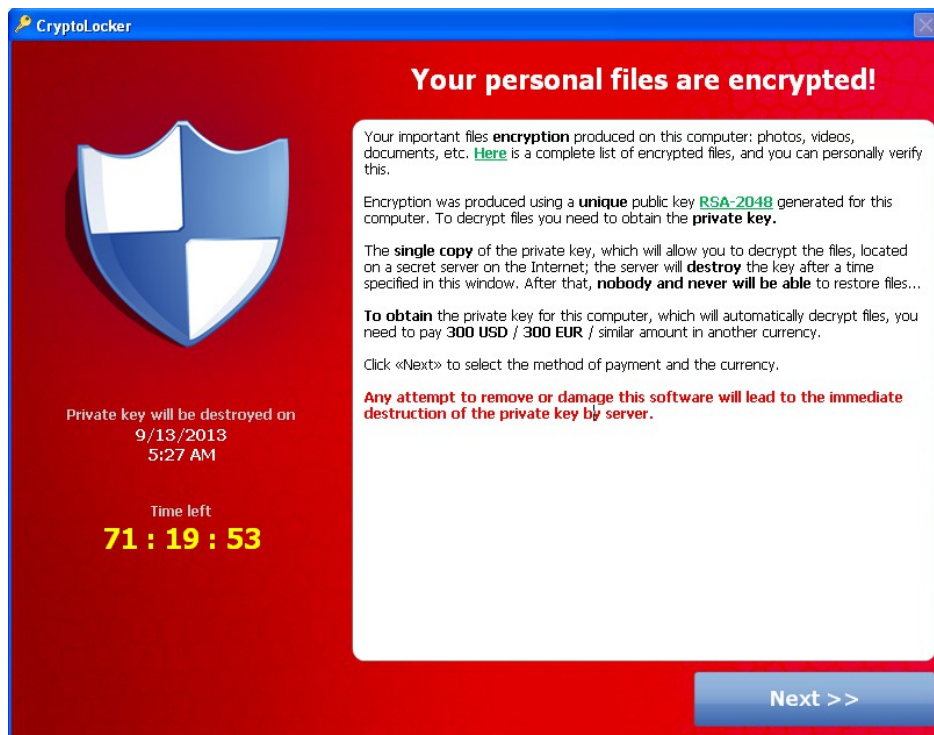 CryptoLocker
Your personal files are encrypted!
Your important files encryption produced on this computer: photos, videos,
documents, etc. Here is a complete list of encrypted files, and you can personally verify
this.
Encryption was produced using a unique public key RSA-2048 generated for this
computer. To decrypt files you need to obtain the private key.
The single copy of the private key, which will allow you to decrypt the files, located
on a secret server on the Internet; the server will destroy the key after a time
specified in this window. After that, nobody and never will be able to restore files...
To obtain the private key for this computer, which will automatically decrypt files, you
need to pay 300 USD / 300 EUR / similar amount in another currency.
Click «Next» to select the method of payment and the currency.
Any attempt to remove or damage this software will lead to the immediate
destruction of the private key by server.
Private key will be destroyed on
9/13/2013
5:27 AM
Time left
71 : 19 : 53
Next >>